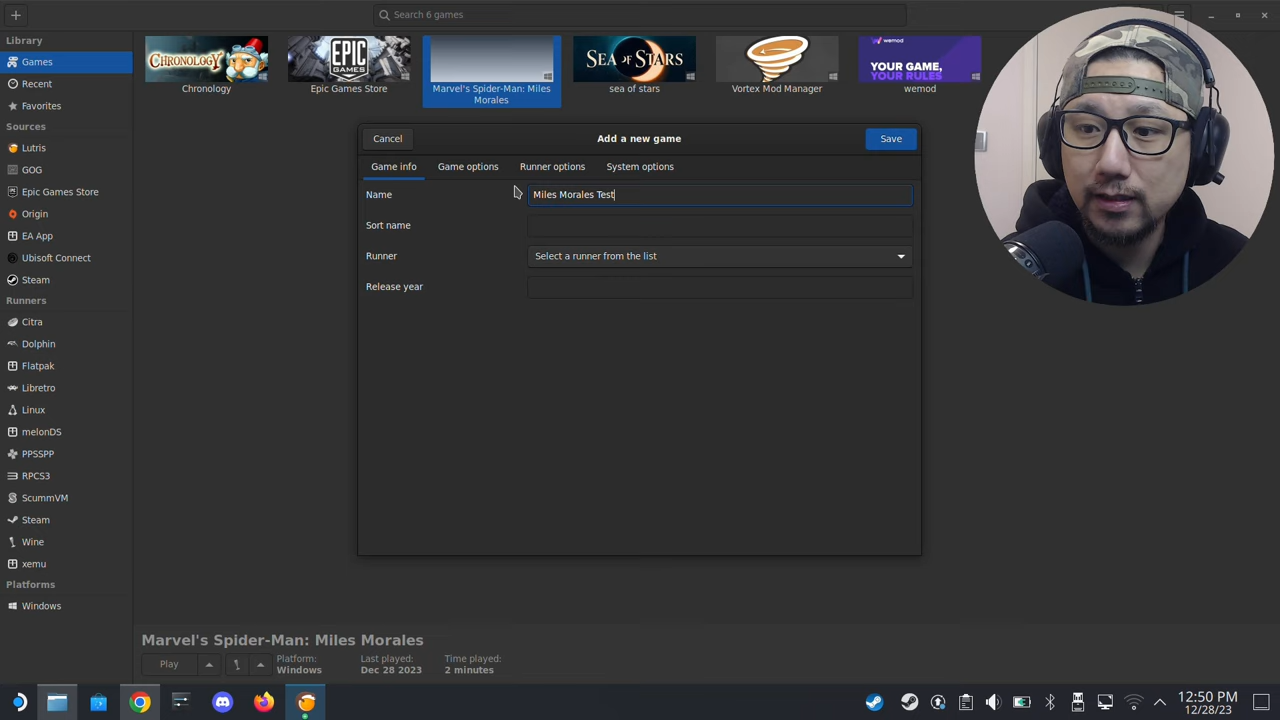 Search 6 games
Library
Games
Recent
Favorites
Sources
Lutris
GOG
Epic Games Store
Origin
EA App
Ubisoft Connect
Steam
Runners
Citra
Dolphin
Flatpak
Libretro
Linux
melonDS
PPSSPP
RPCS3
ScummVM
Steam
Wine
xemu
Platforms
Windows
CHRONOLOGY
Chronology
EPIC
GAMES
Epic Games Store
Marvel's Spider-Man: Miles
Morales
SEA OF STARS
sea of stars
Vortex Mod Manager
wemod
YOUR GAME,
YOUR RULES
wemod
Cancel
Add a new game
Save
Game info
Game options
Runner options
System options
Name
Miles Morales Test
Sort name
Runner
Select a runner from the list
Release year
Marvel's Spider-Man: Miles Morales
Play
Platform:
Windows
Last played:
Dec 28 2023
Time played:
2 minutes
12:50 PM
12/28/23